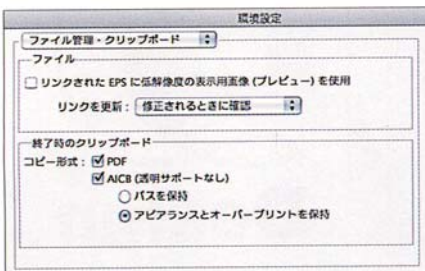 環境設定
ファイル管理・クリップボード
ファイル
リンクされた EPS に低解像度の表示用画像 (プレビュー) を使用
リンクを更新： 修正されるときに確認
終了時のクリップボード
コピー形式： PDF
AICB (透明サポートなし)
パスを保持
アピアランスとオーバープリントを保持